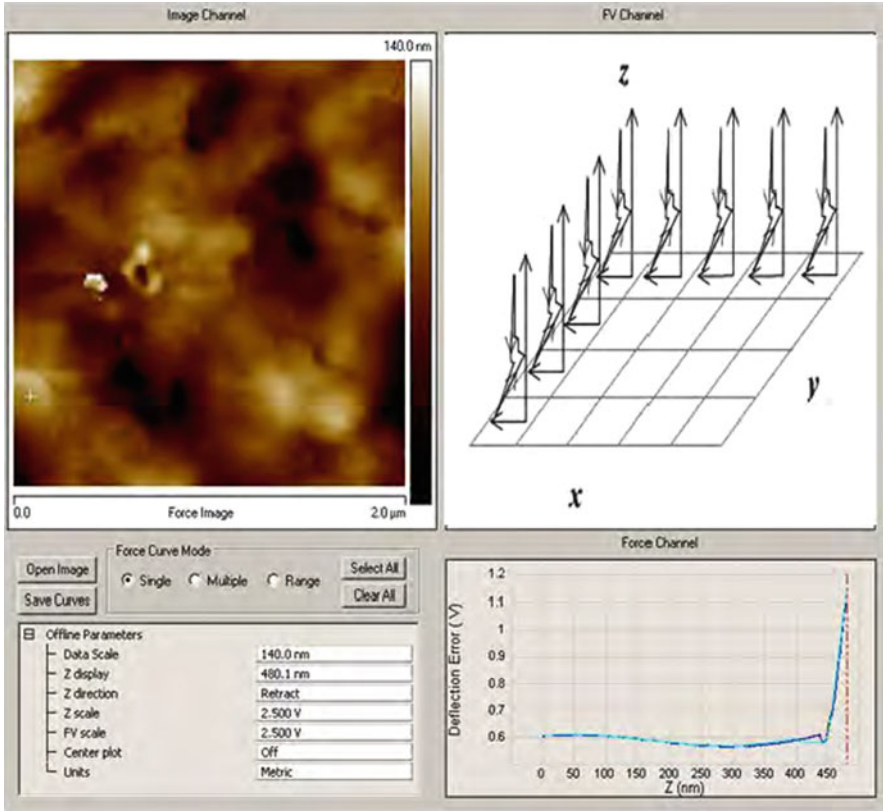 Image Channel
140.0 nm
0.0 Force Image 2.0 µm
FV Channel
z
y
x
Open Image
Save Curves
Force Curve Mode
Single Multiple Range
Select All
Clear All
Offline Parameters
Data Scale 140.0 nm
Z display 480.1 nm
Z direction Retract
Z scale 2.500 V
FV scale 2.500 V
Center plot Off
Units Metric
Force Channel
Deflection Error ( V)
1.2
1.1
1
0.9
0.8
0.7
0.6
0 50 100 150 200 250 300 350 400 450
Z (nm)